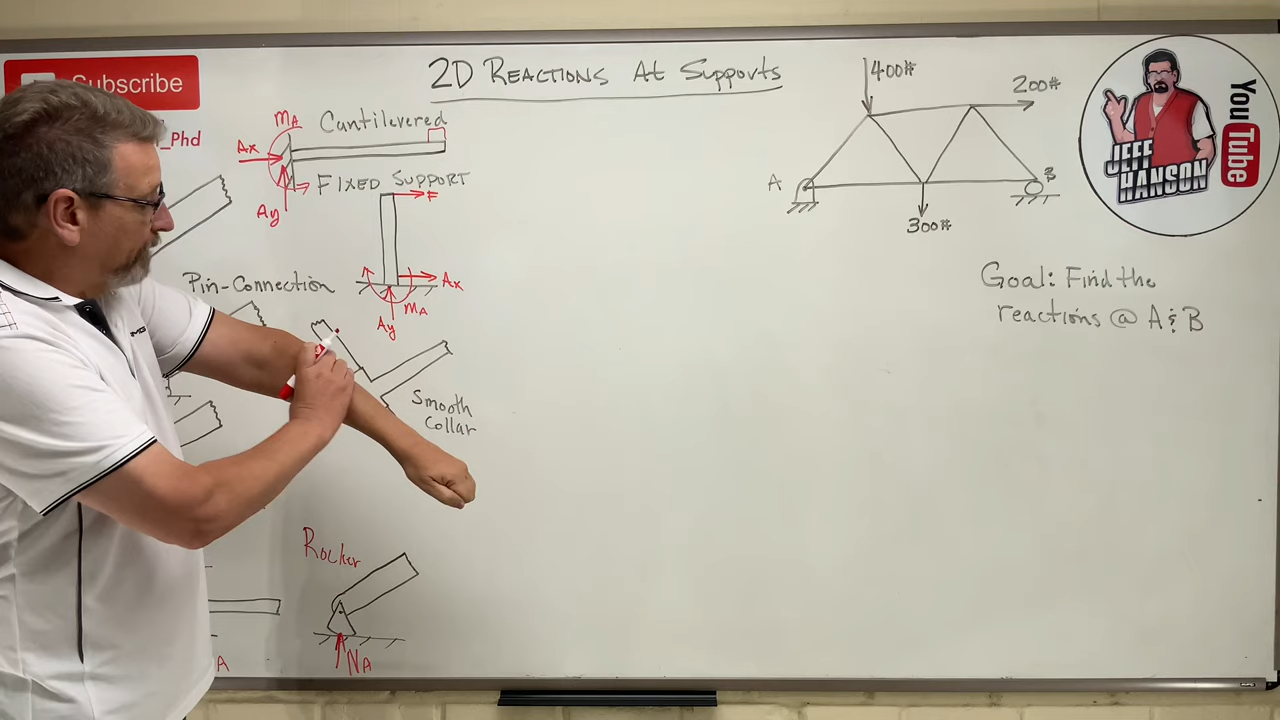 2D REACTIONS At Supports
Subscribe
_Phd
MA
Cantilevered
Ax
FIXED SUPPORT
Ay
F
Ax
MA
Ay
Pin-Connection
Smooth
Collar
Rocker
NA
A
400#
200#
A
B
300#
Goal: Find the
reactions @ A & B
JEFF
HANSON
YouTube